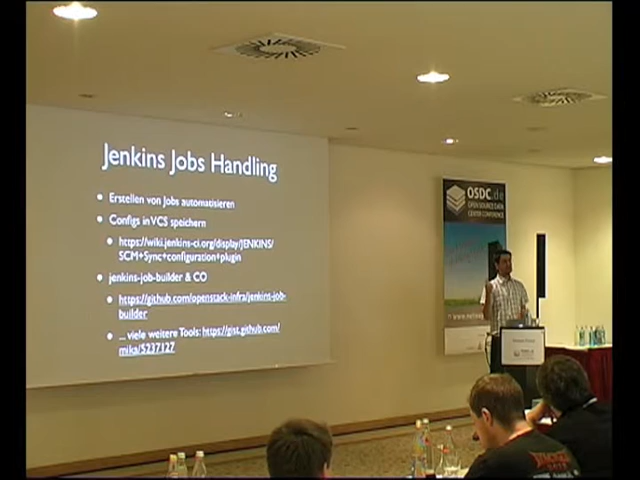 Jenkins Jobs Handling
Erstellen von Jobs automatisieren
Configs in VCS speichern
https://wiki.jenkins-ci.org/display/JENKINS/
SCM+Sync+configuration+plugin
jenkins-job-builder & CO
https://github.com/openstack-infra/jenkins-job-
builder
... viele weitere Tools: https://gist.github.com/
mika/5237127
OSDC.de
OPEN SOURCE DATA
CENTER CONFERENCE